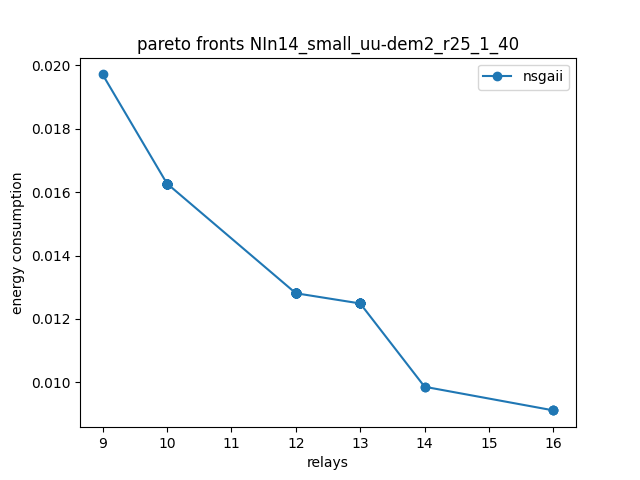 pareto fronts NIn14_small_uu-dem2_r25_1_40
nsgaii
energy consumption
0.020
0.018
0.016
0.014
0.012
0.010
9 10 11 12 13 14 15 16
relays